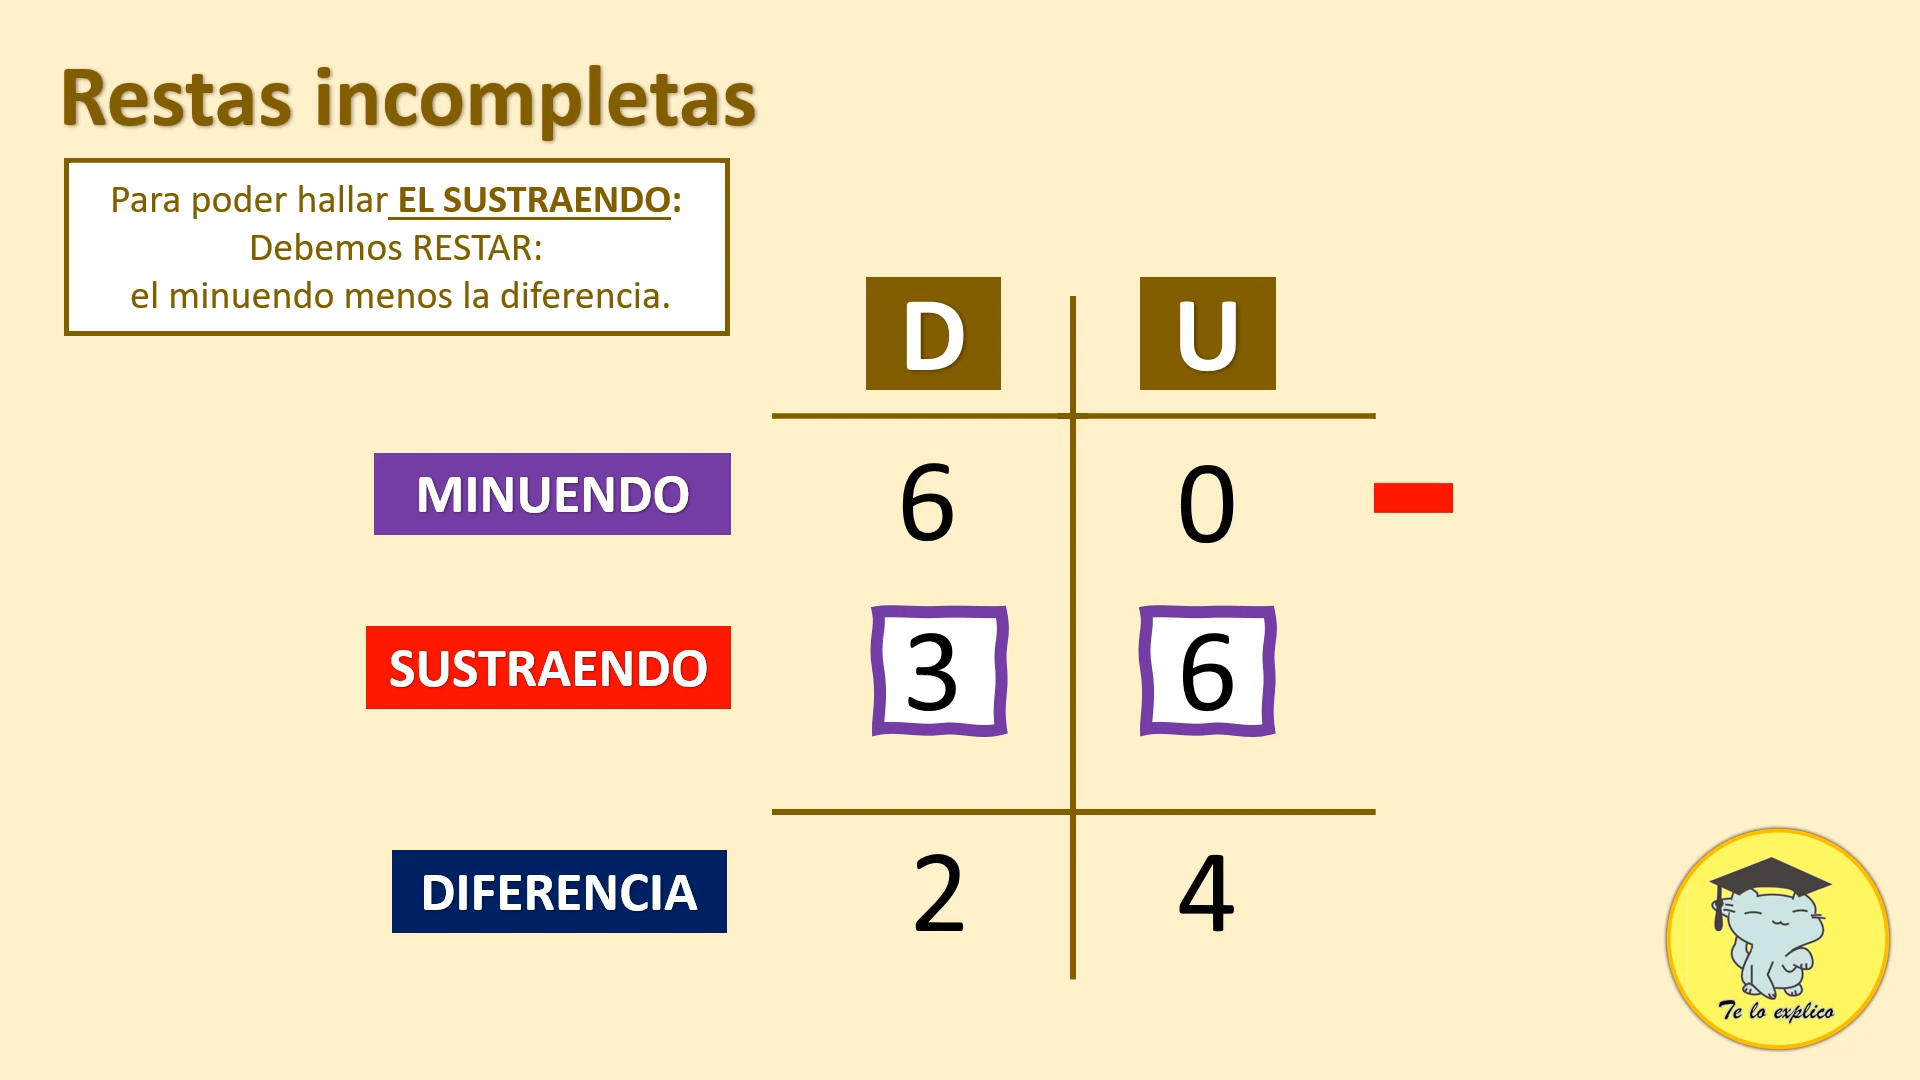 Restas incompletas
Para poder hallar EL SUSTRAENDO:
Debemos RESTAR:
el minuendo menos la diferencia.
D U
MINUENDO 6 0 -
SUSTRAENDO 3 6
DIFERENCIA 2 4
Te lo explico